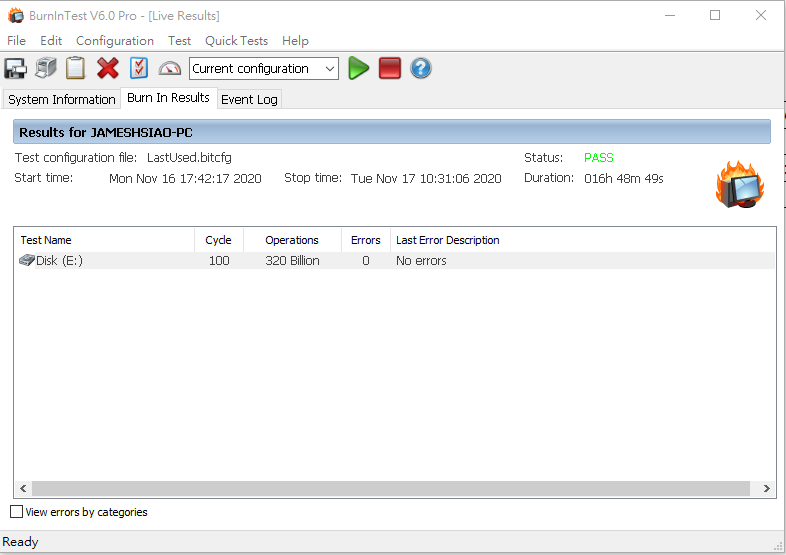 BurnInTest V6.0 Pro - [Live Results]
File Edit Configuration Test Quick Tests Help
Current configuration
System Information Burn In Results Event Log
Results for JAMESHSIAO-PC
Test configuration file: LastUsed.bitcfg Status: PASS
Start time: Mon Nov 16 17:42:17 2020 Stop time: Tue Nov 17 10:31:06 2020 Duration: 016h 48m 49s
Test Name Cycle Operations Errors Last Error Description
Disk (E:) 100 320 Billion 0 No errors
View errors by categories
Ready